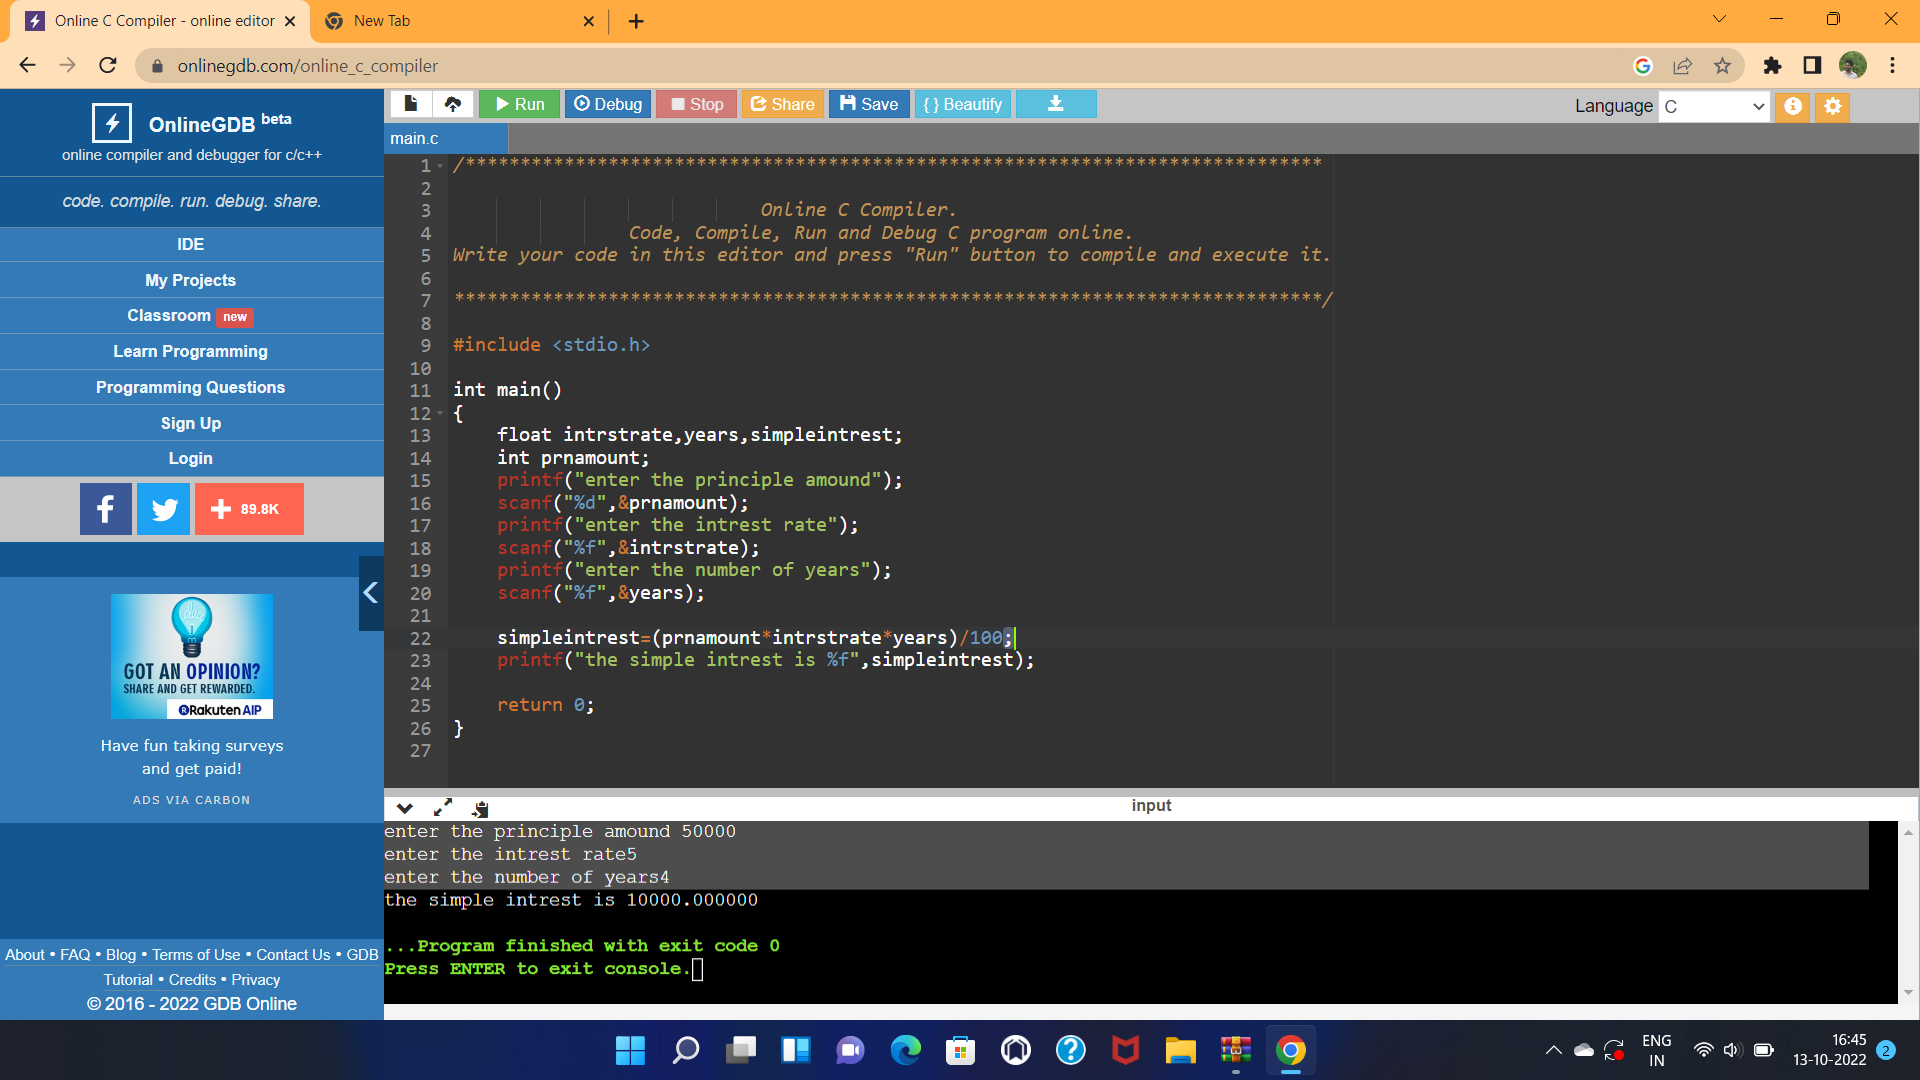 Online C Compiler - online editor
New Tab
onlinegdb.com/online_c_compiler
OnlineGDB beta
online compiler and debugger for c/c++
code. compile. run. debug. share.
IDE
My Projects
Classroom new
Learn Programming
Programming Questions
Sign Up
Login
89.8K
GOT AN OPINION?
SHARE AND GET REWARDED.
Rakuten AIP
Have fun taking surveys
and get paid!
ADS VIA CARBON
About • FAQ • Blog • Terms of Use • Contact Us • GDB
Tutorial • Credits • Privacy
© 2016 - 2022 GDB Online
Run Debug Stop Share Save { } Beautify
Language C
main.c
1 /******************************************************************************
2
3 Online C Compiler.
4 Code, Compile, Run and Debug C program online.
5 Write your code in this editor and press "Run" button to compile and execute it.
6
7 *******************************************************************************/
8
9 #include <stdio.h>
10
11 int main()
12 {
13 float intrstrate,years,simpleintrest;
14 int prnamount;
15 printf("enter the principle amound");
16 scanf("%d",&prnamount);
17 printf("enter the intrest rate");
18 scanf("%f",&intrstrate);
19 printf("enter the number of years");
20 scanf("%f",&years);
21
22 simpleintrest=(prnamount*intrstrate*years)/100;
23 printf("the simple intrest is %f",simpleintrest);
24
25 return 0;
26 }
27
input
enter the principle amound 50000
enter the intrest rate5
enter the number of years4
the simple intrest is 10000.000000
...Program finished with exit code 0
Press ENTER to exit console.
ENG
IN
16:45
13-10-2022
2